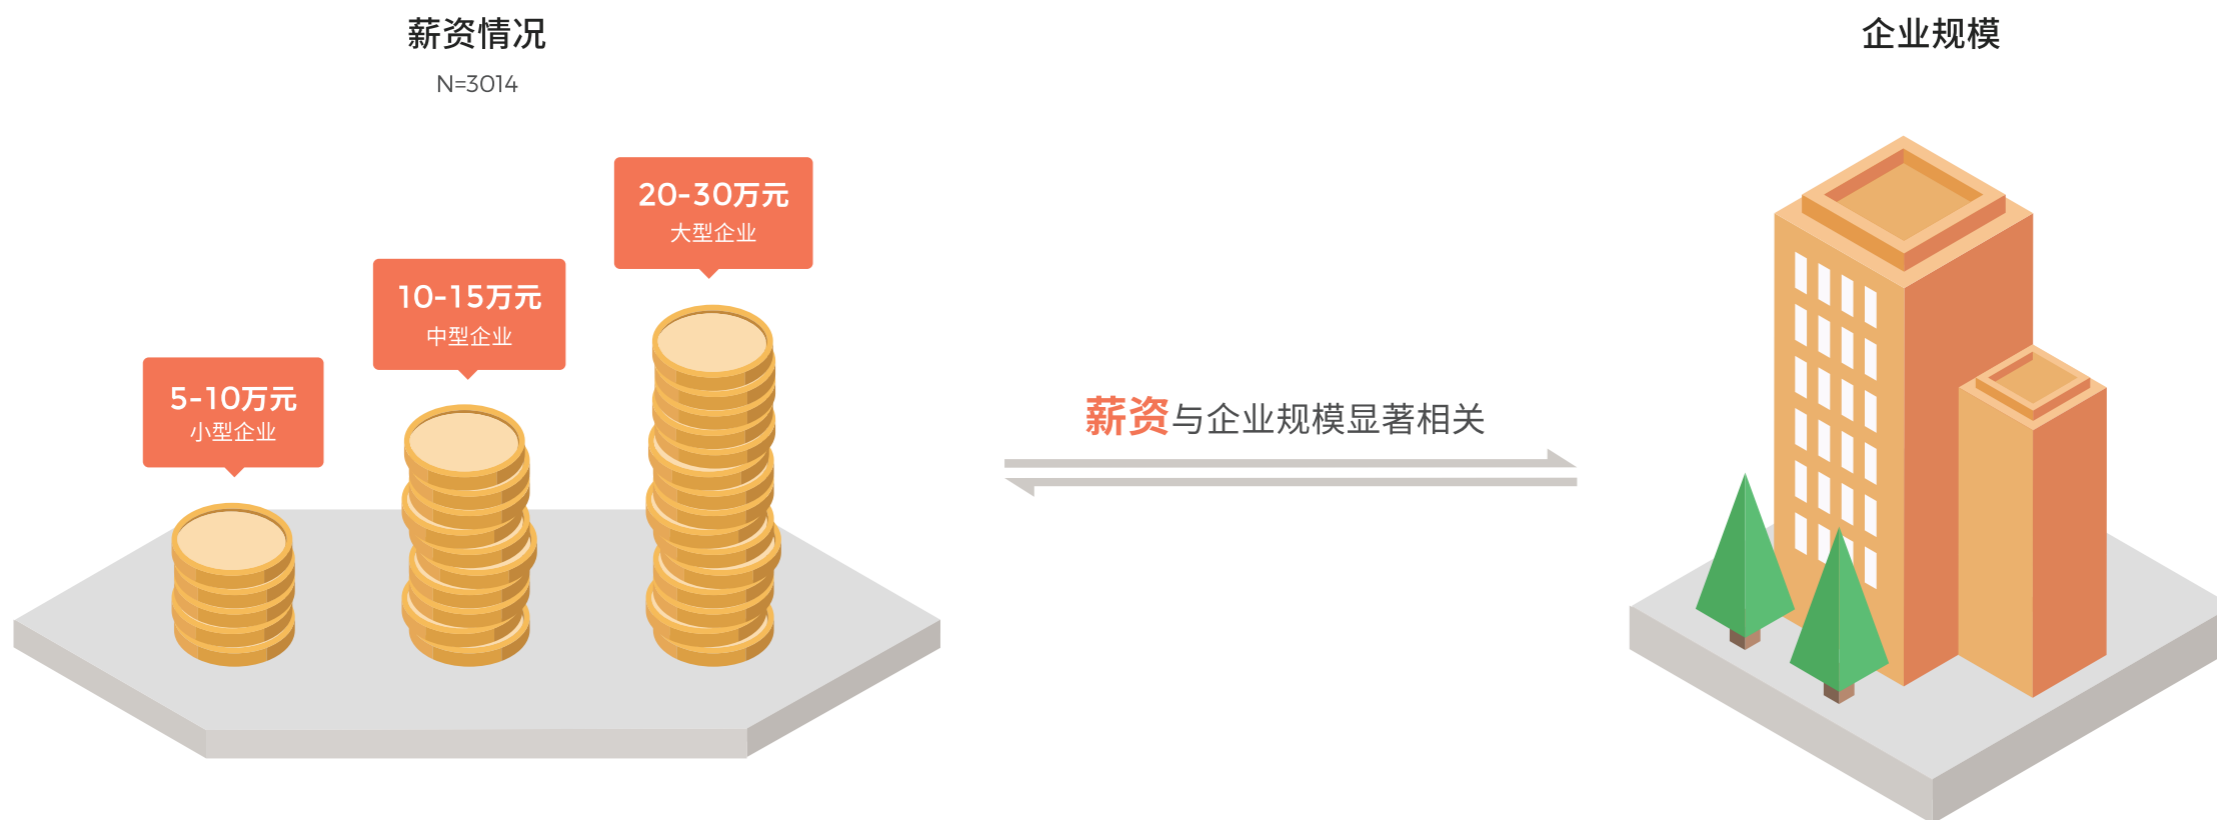 薪资情况
N=3014
企业规模
20-30万元
大型企业
10-15万元
中型企业
5-10万元
小型企业
薪资与企业规模显著相关